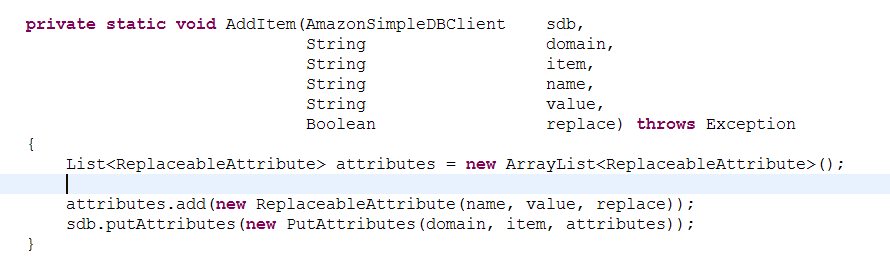 private static void AddItem(AmazonSimpleDBClient    sdb,
                            String                  domain,
                            String                  item,
                            String                  name,
                            String                  value,
                            Boolean                 replace) throws Exception
{
    List<ReplaceableAttribute> attributes = new ArrayList<ReplaceableAttribute>();
    attributes.add(new ReplaceableAttribute(name, value, replace));
    sdb.putAttributes(new PutAttributes(domain, item, attributes));
}